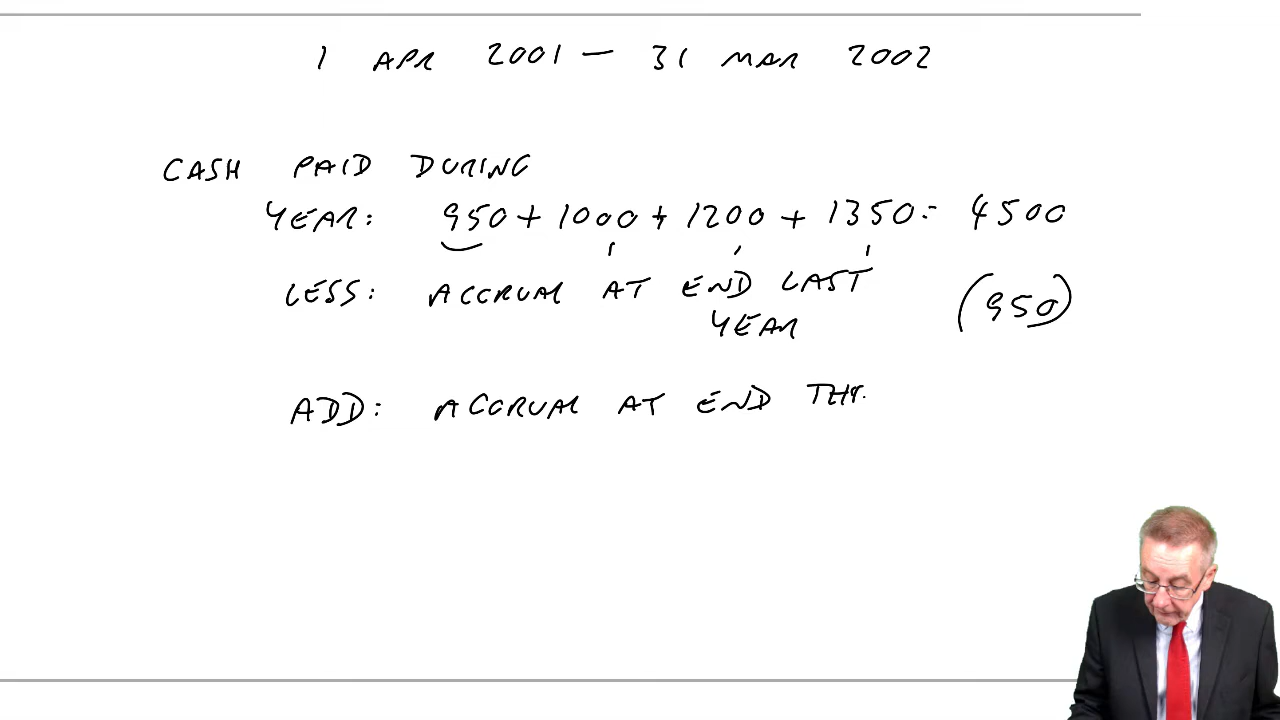 1 APR 2001 — 31 MAR 2002
CASH PAID DURING
YEAR: 950 + 1000 + 1200 + 1350 = 4500
LESS: ACCRUAL AT END LAST
YEAR (950)
ADD: ACCRUAL AT END